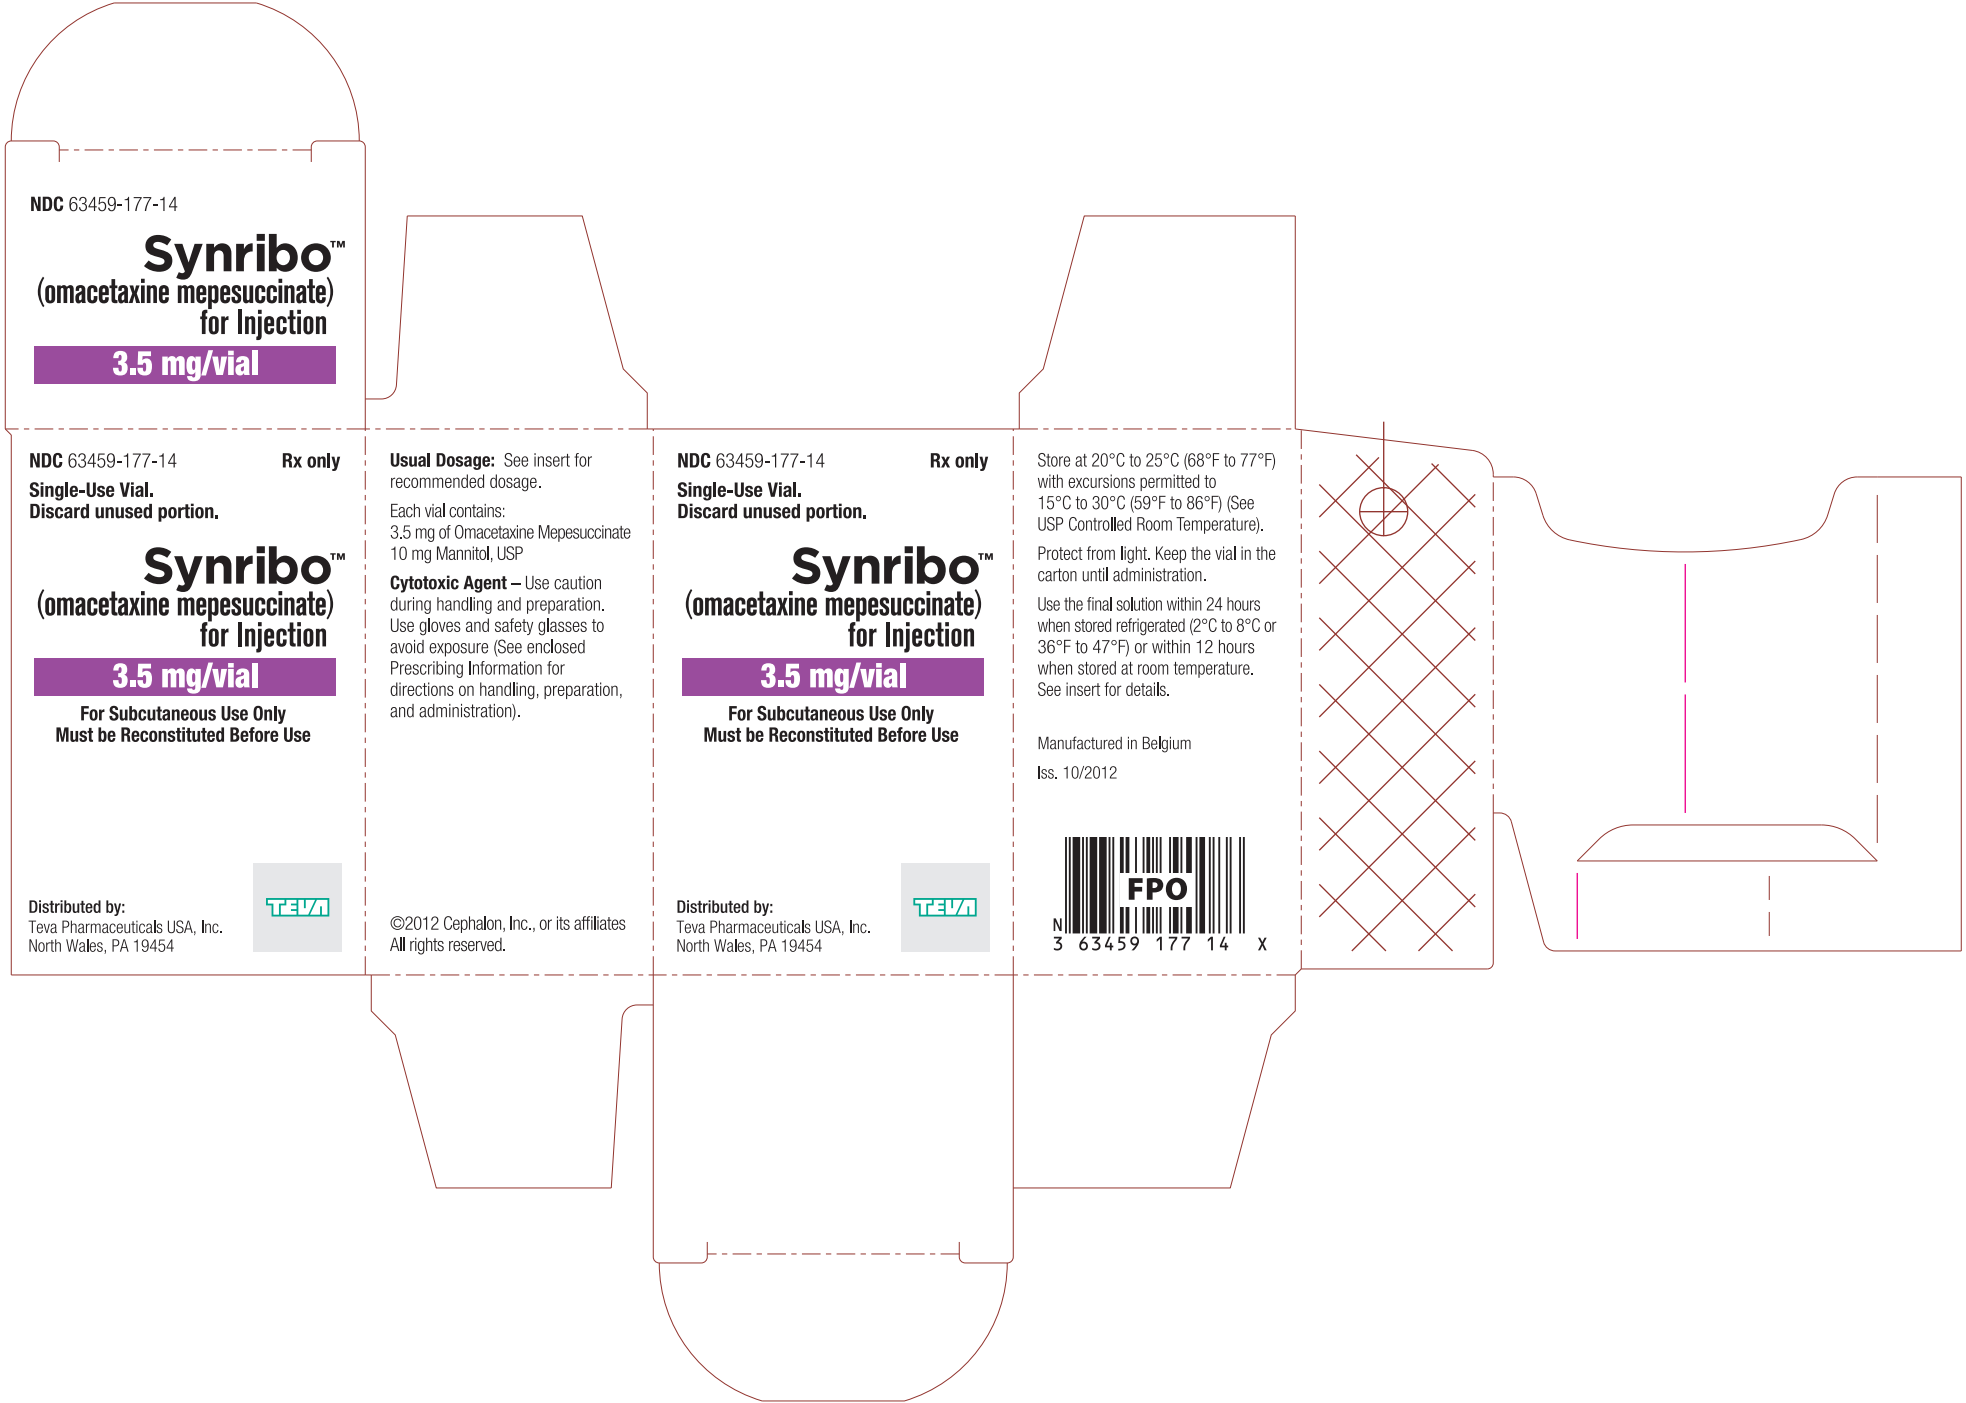 NDC 63459-177-14
Synribo™
(omacetaxine mepesuccinate)
for Injection
3.5 mg/vial
NDC 63459-177-14 Rx only
Single-Use Vial.
Discard unused portion.
Synribo™
(omacetaxine mepesuccinate)
for Injection
3.5 mg/vial
For Subcutaneous Use Only
Must be Reconstituted Before Use
Distributed by:
Teva Pharmaceuticals USA, Inc.
North Wales, PA 19454
TEVA
Usual Dosage: See insert for
recommended dosage.
Each vial contains:
3.5 mg of Omacetaxine Mepesuccinate
10 mg Mannitol, USP
Cytotoxic Agent – Use caution
during handling and preparation.
Use gloves and safety glasses to
avoid exposure (See enclosed
Prescribing Information for
directions on handling, preparation,
and administration).
©2012 Cephalon, Inc., or its affiliates
All rights reserved.
NDC 63459-177-14 Rx only
Single-Use Vial.
Discard unused portion.
Synribo™
(omacetaxine mepesuccinate)
for Injection
3.5 mg/vial
For Subcutaneous Use Only
Must be Reconstituted Before Use
Distributed by:
Teva Pharmaceuticals USA, Inc.
North Wales, PA 19454
TEVA
Store at 20°C to 25°C (68°F to 77°F)
with excursions permitted to
15°C to 30°C (59°F to 86°F) (See
USP Controlled Room Temperature).
Protect from light. Keep the vial in the
carton until administration.
Use the final solution within 24 hours
when stored refrigerated (2°C to 8°C or
36°F to 47°F) or within 12 hours
when stored at room temperature.
See insert for details.
Manufactured in Belgium
Iss. 10/2012
FPO
N
3 63459 177 14 X